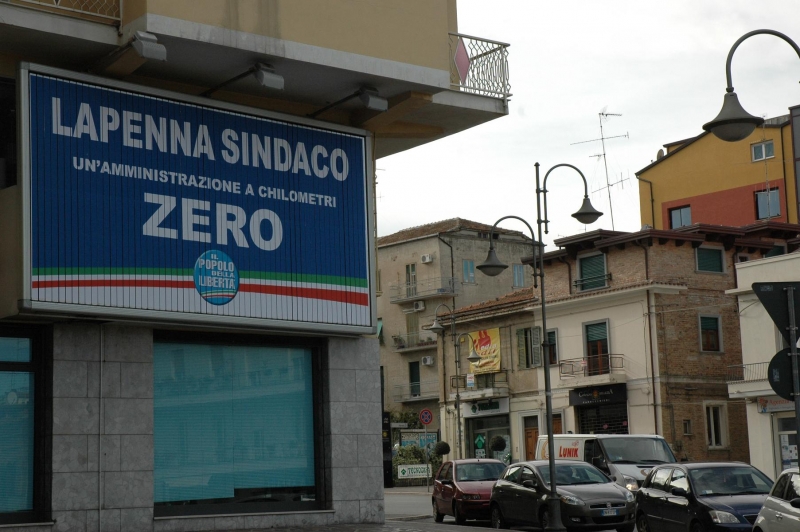 LAPENNA SINDACO
UN'AMMINISTRAZIONE A CHILOMETRI
ZERO
IL
POPOLO
DELLA
LIBERTÀ
LUNIK